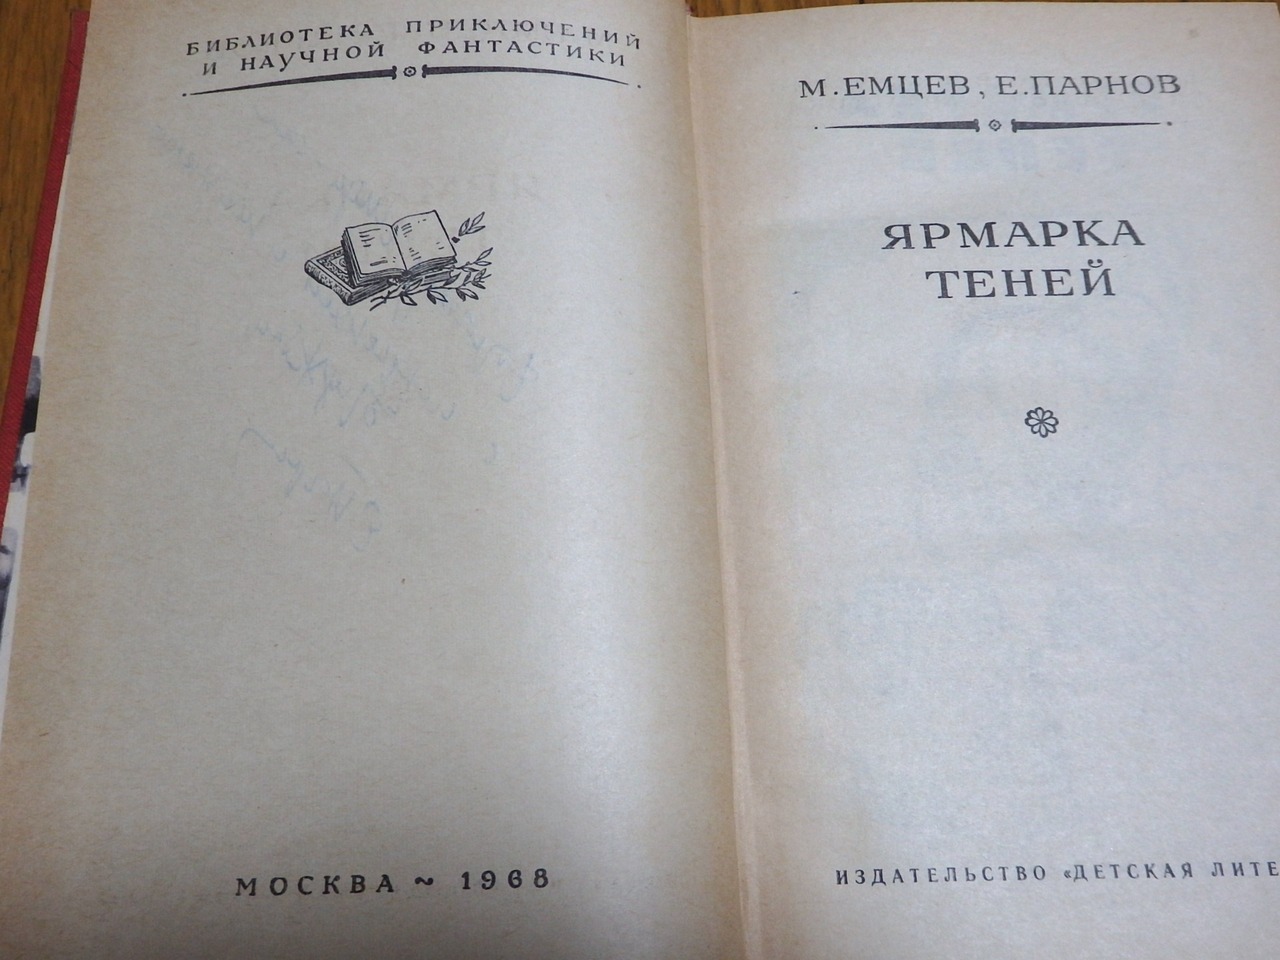 БИБЛИОТЕКА ПРИКЛЮЧЕНИЙ
И НАУЧНОЙ ФАНТАСТИКИ
МОСКВА ~ 1968
М. ЕМЦЕВ, Е. ПАРНОВ
ЯРМАРКА
ТЕНЕЙ
ИЗДАТЕЛЬСТВО «ДЕТСКАЯ ЛИТЕ